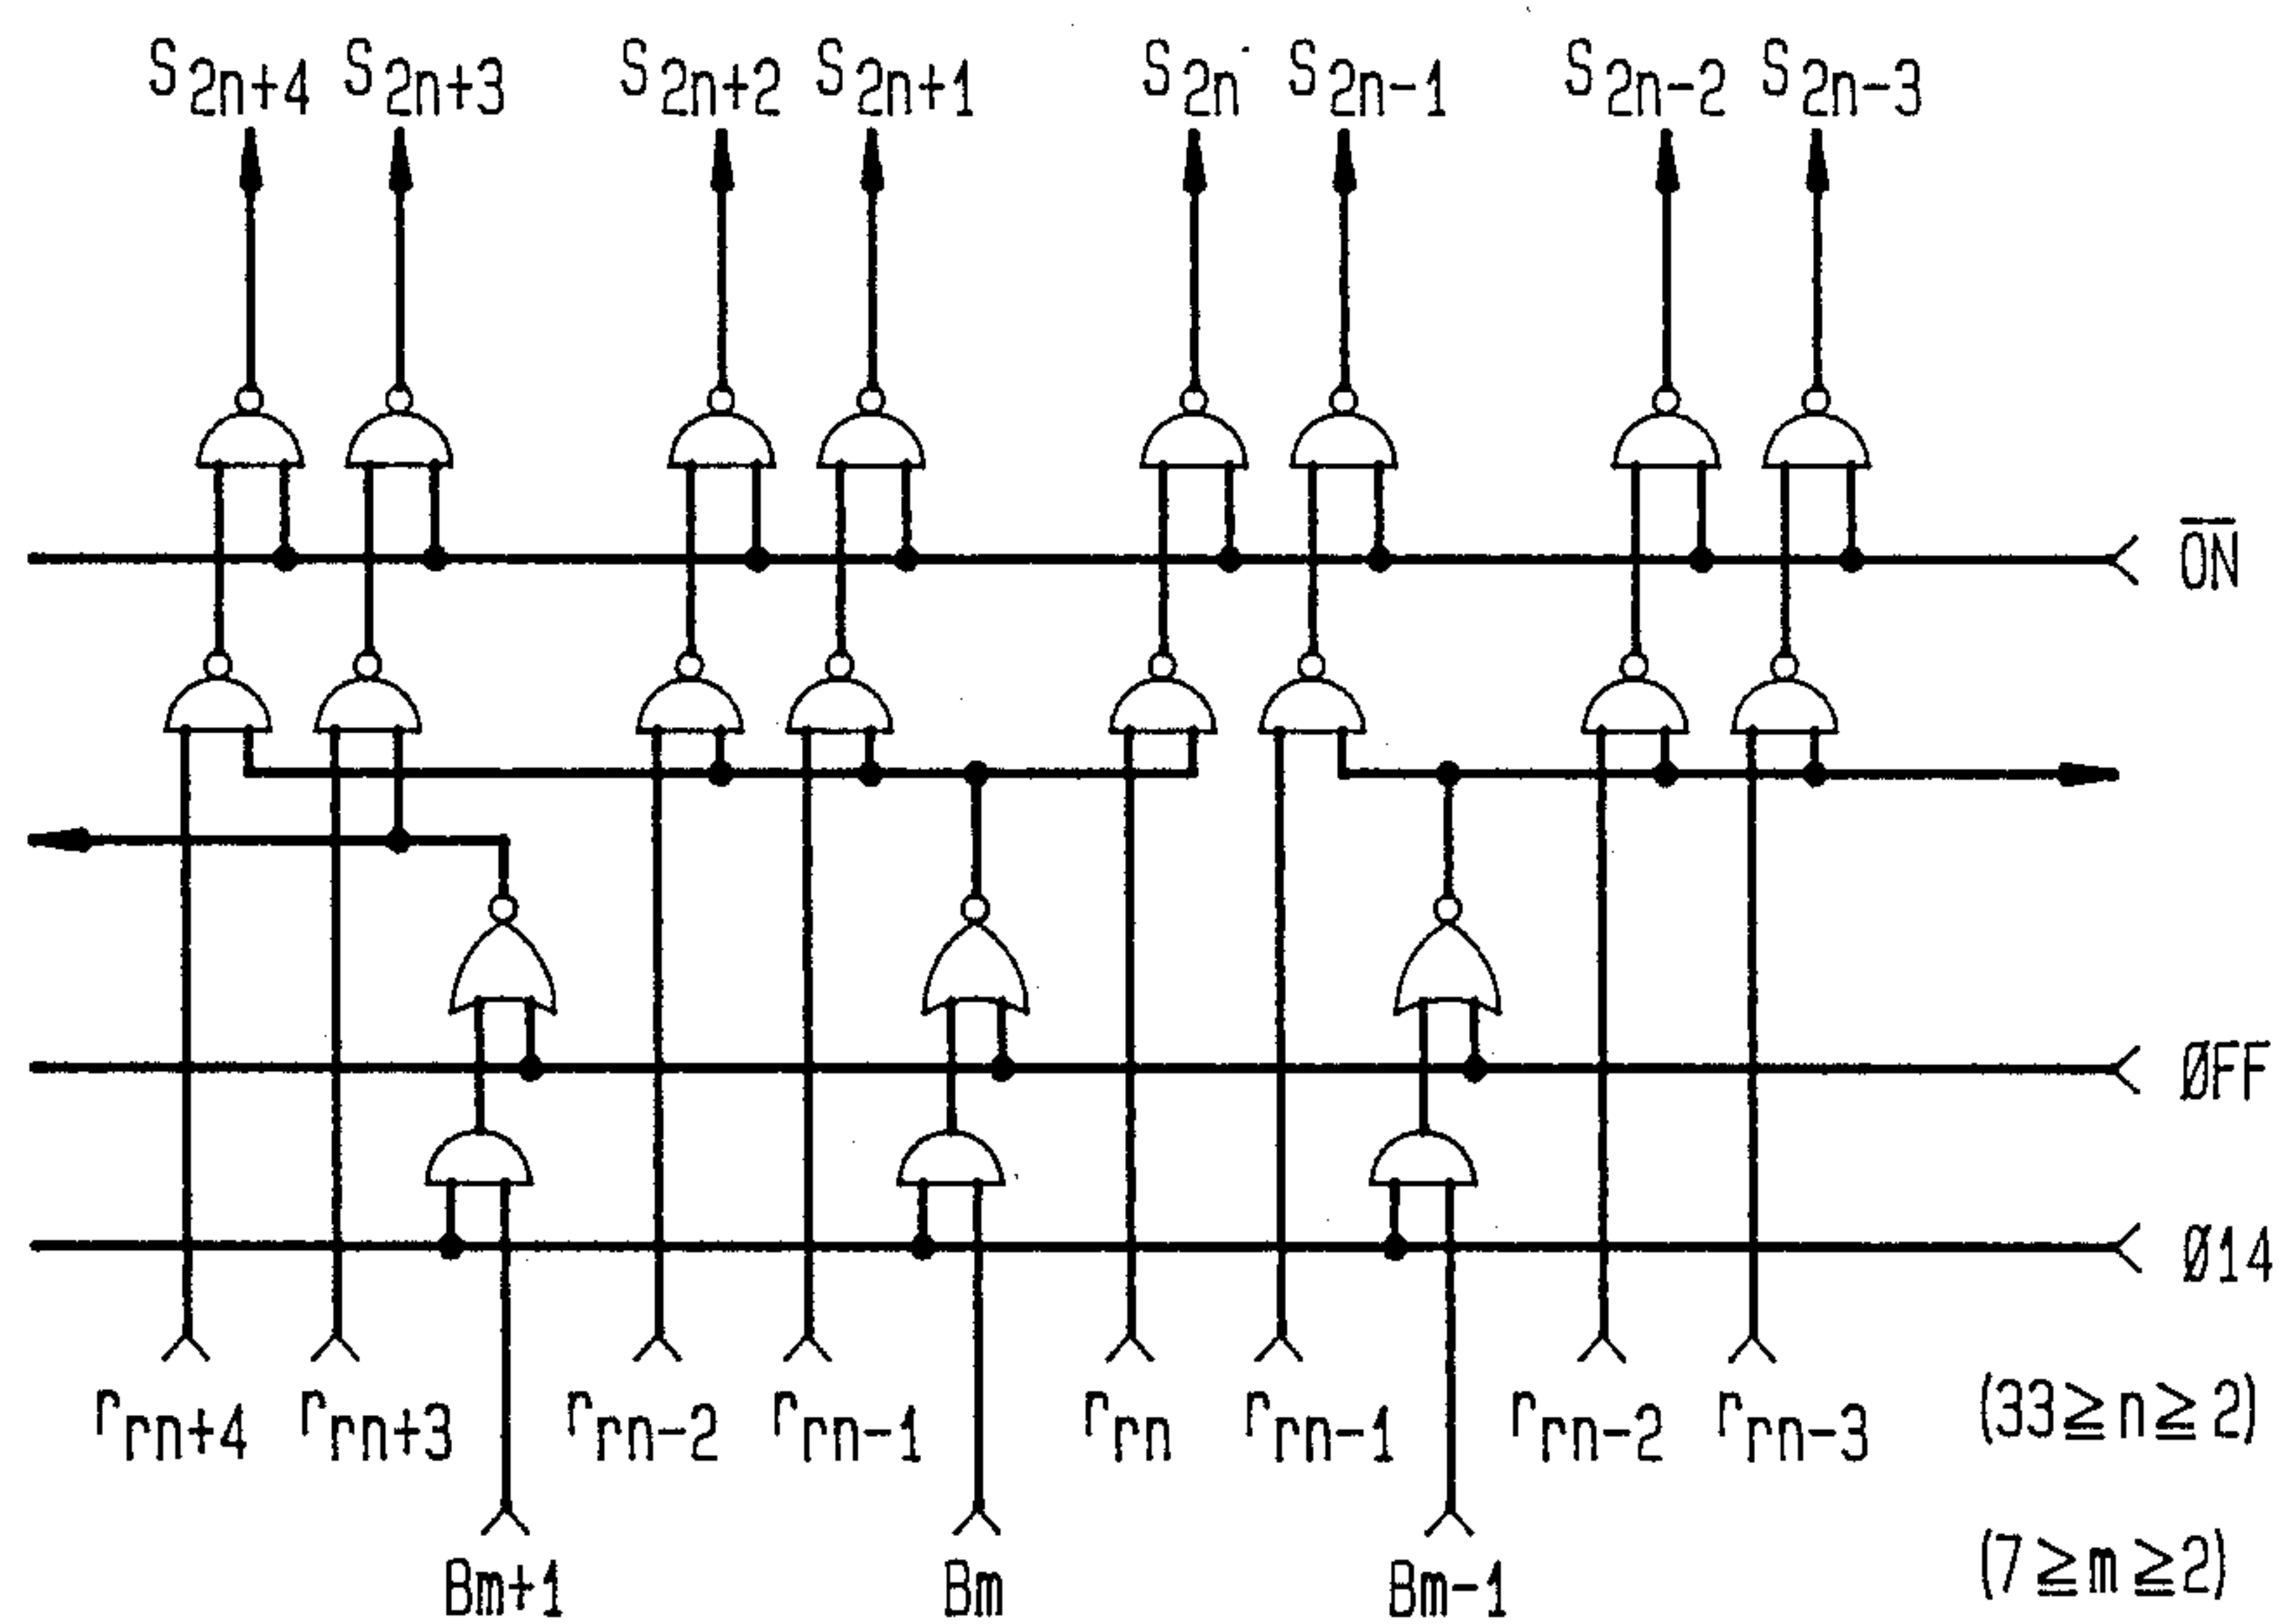 S2n+4 S2n+3 S2n+2 S2n+1 S2n S2n-1 S2n-2 S2n-3
O̅N̅
ØFF
Ø14
rrn+4 rrn+3 rrn-2 rrn-1 rrn rrn-1 rrn-2 rrn-3 (33≧n≧2)
Bm+1 Bm Bm-1 (7≧m≧2)